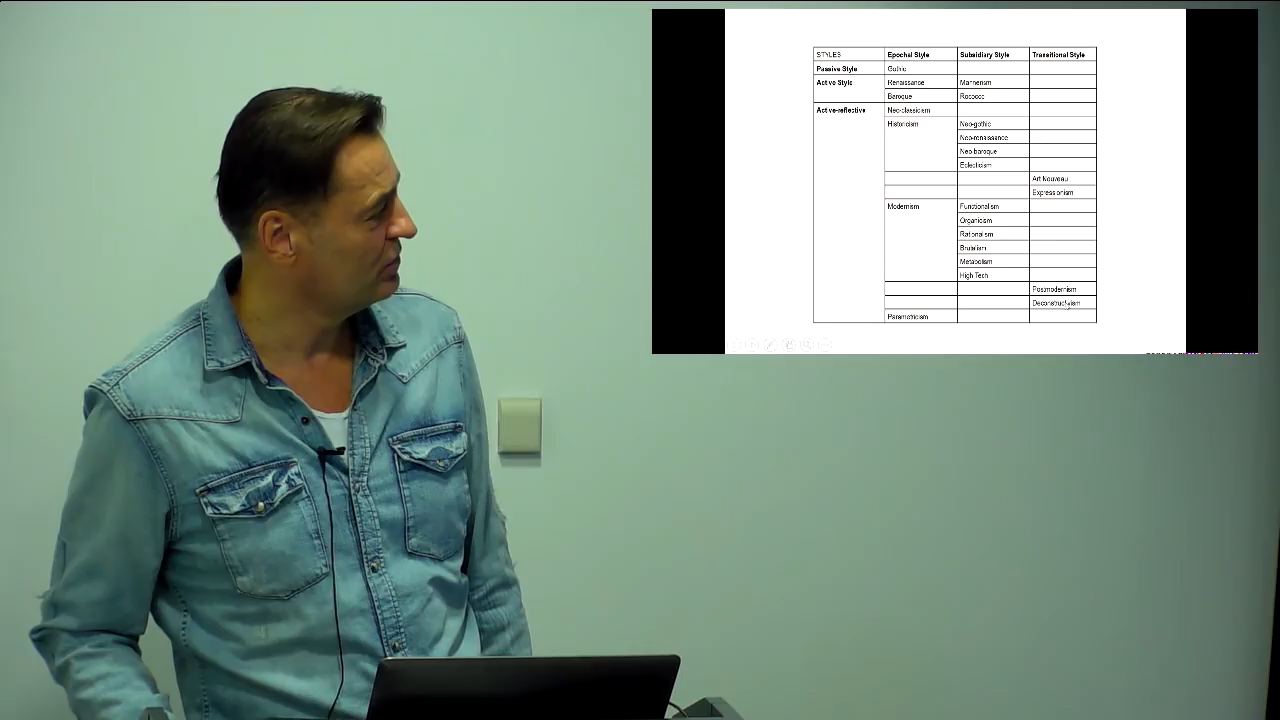 STYLES Epochal Style Subsidiary Style Transitional Style
Passive Style Gothic
Active Style Renaissance Mannerism
Baroque Rococo
Active-reflective Neo-classicism
Historicism Neo-gothic
Neo-renaissance
Neo baroque
Eclecticism
Art Nouveau
Expressionism
Modernism Functionalism
Organicism
Rationalism
Brutalism
Metabolism
High Tech
Postmodernism
Deconstructivism
Parametricism